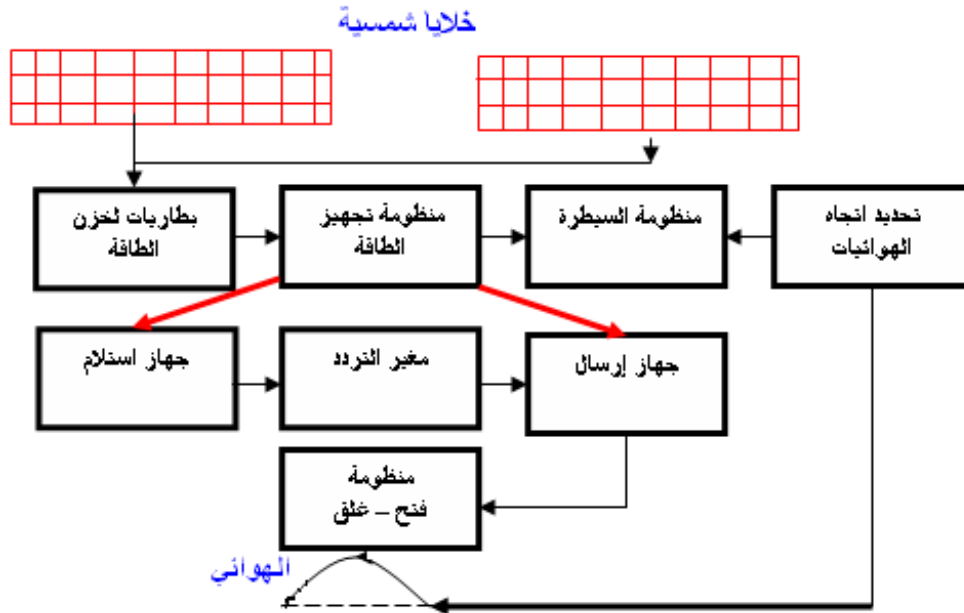 خلايا شمسية
تحديد اتجاه
الهوائيات
منظومة السيطرة
منظومة تجهيز
الطاقة
بطاريات لخزن
الطاقة
جهاز إرسال
مغير التردد
جهاز استلام
منظومة
فتح – غلق
الهوائي